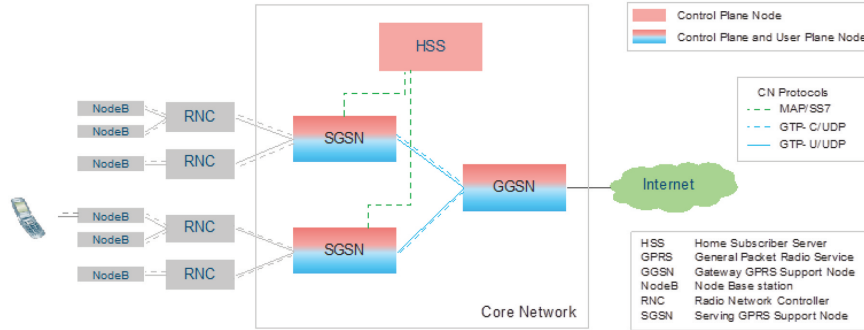 HSS
Control Plane Node
Control Plane and User Plane Node
CN Protocols
MAP/SS7
GTP- C/UDP
GTP- U/UDP
NodeB
NodeB
RNC
NodeB
RNC
SGSN
GGSN
Internet
NodeB
NodeB
RNC
NodeB
RNC
SGSN
Core Network
HSS Home Subscriber Server
GPRS General Packet Radio Service
GGSN Gateway GPRS Support Node
NodeB Node Base station
RNC Radio Network Controller
SGSN Serving GPRS Support Node